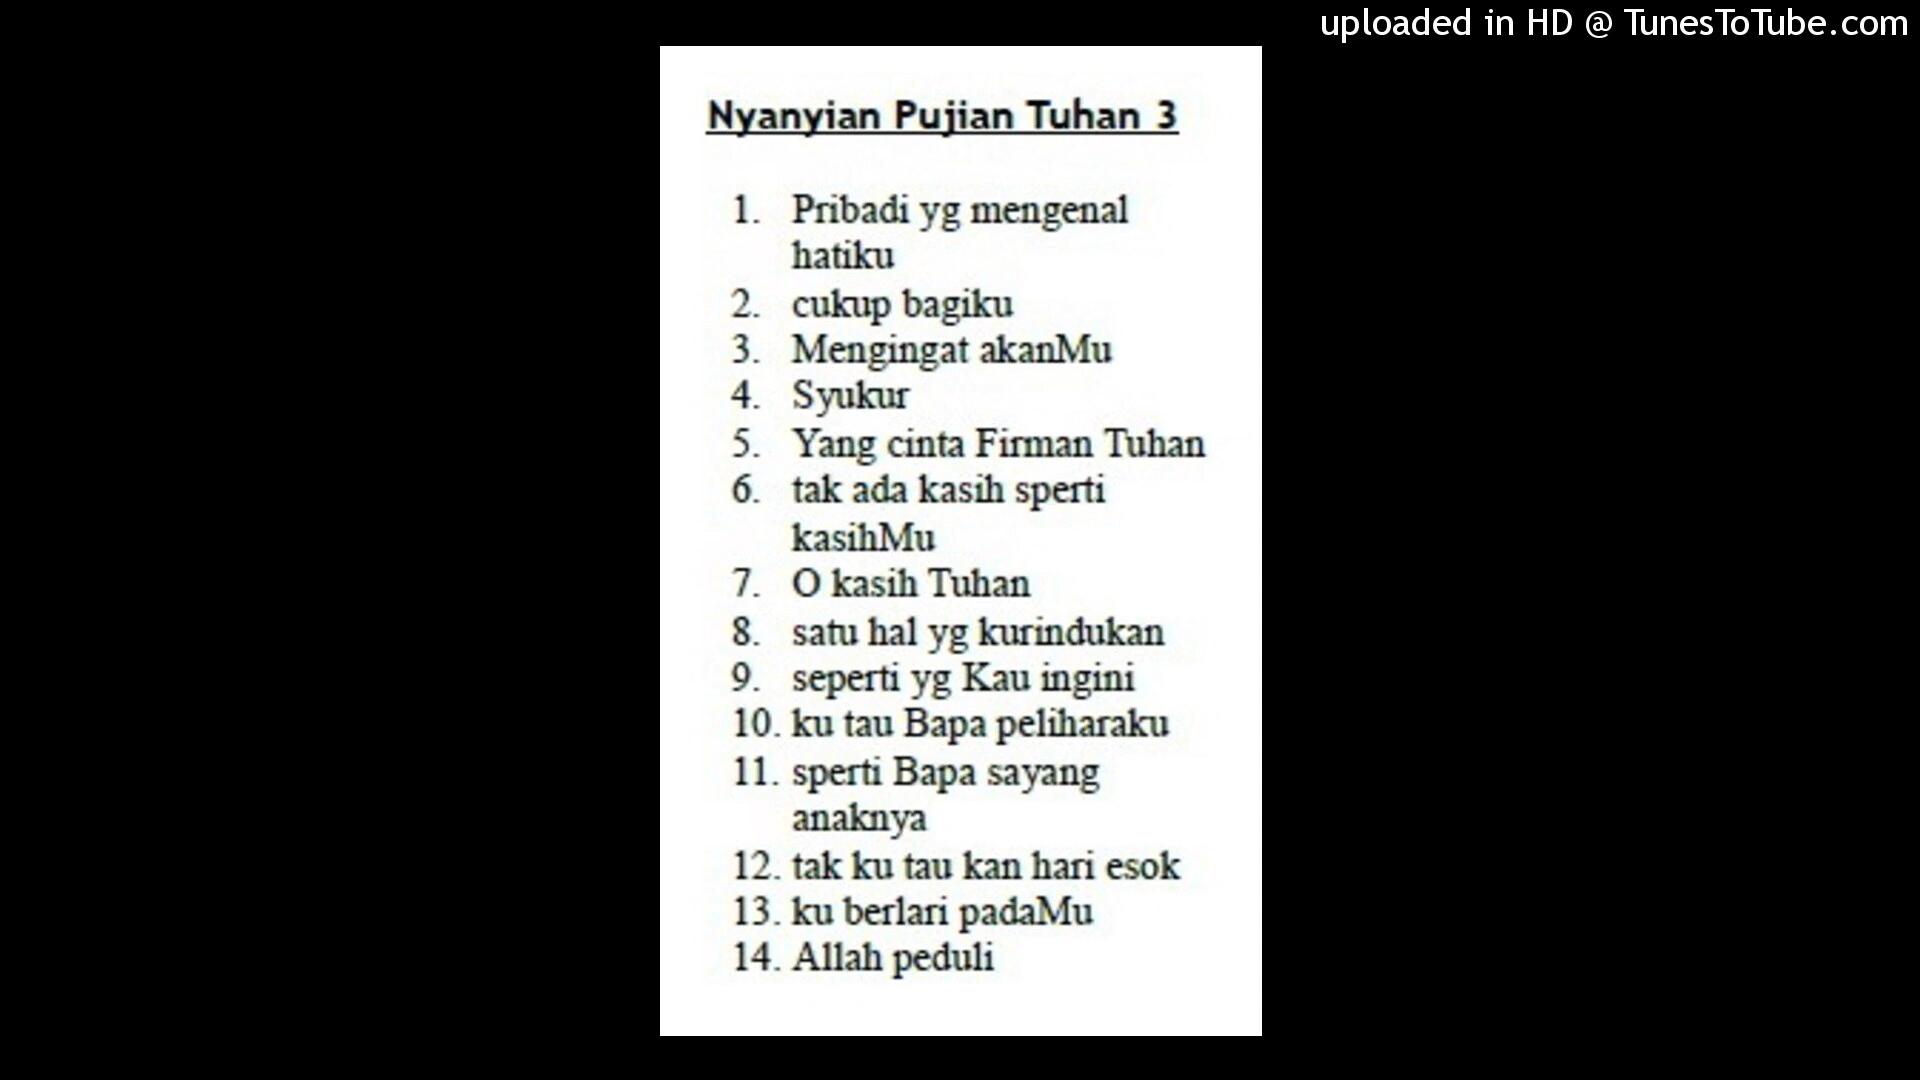 uploaded in HD @ TunesToTube.com
Nyanyian Pujian Tuhan 3
1. Pribadi yg mengenal
hatiku
2. cukup bagiku
3. Mengingat akanMu
4. Syukur
5. Yang cinta Firman Tuhan
6. tak ada kasih sperti
kasihMu
7. O kasih Tuhan
8. satu hal yg kurindukan
9. seperti yg Kau ingini
10. ku tau Bapa peliharaku
11. sperti Bapa sayang
anaknya
12. tak ku tau kan hari esok
13. ku berlari padaMu
14. Allah peduli